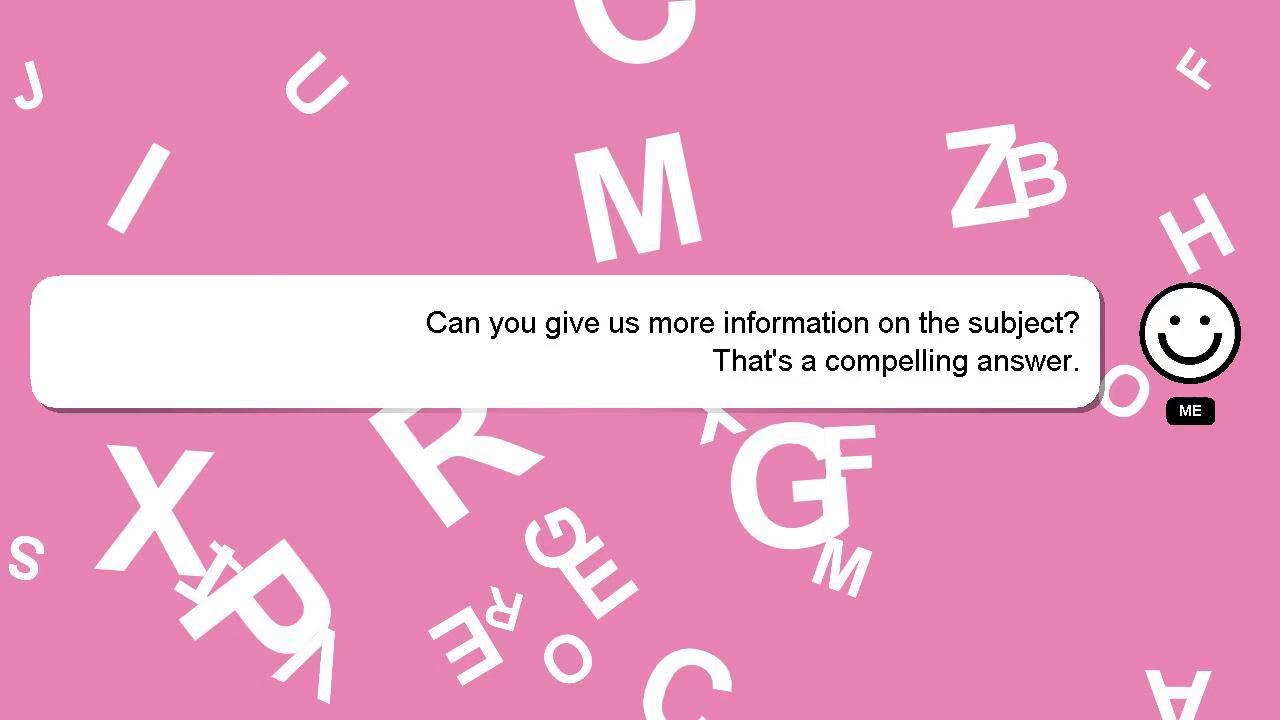 C
J
U
F
I
M
Z
B
H
Can you give us more information on the subject?
That's a compelling answer.
ME
O
R
X
G
F
X
S
I
P
V
G
E
M
E
R
O
C
A